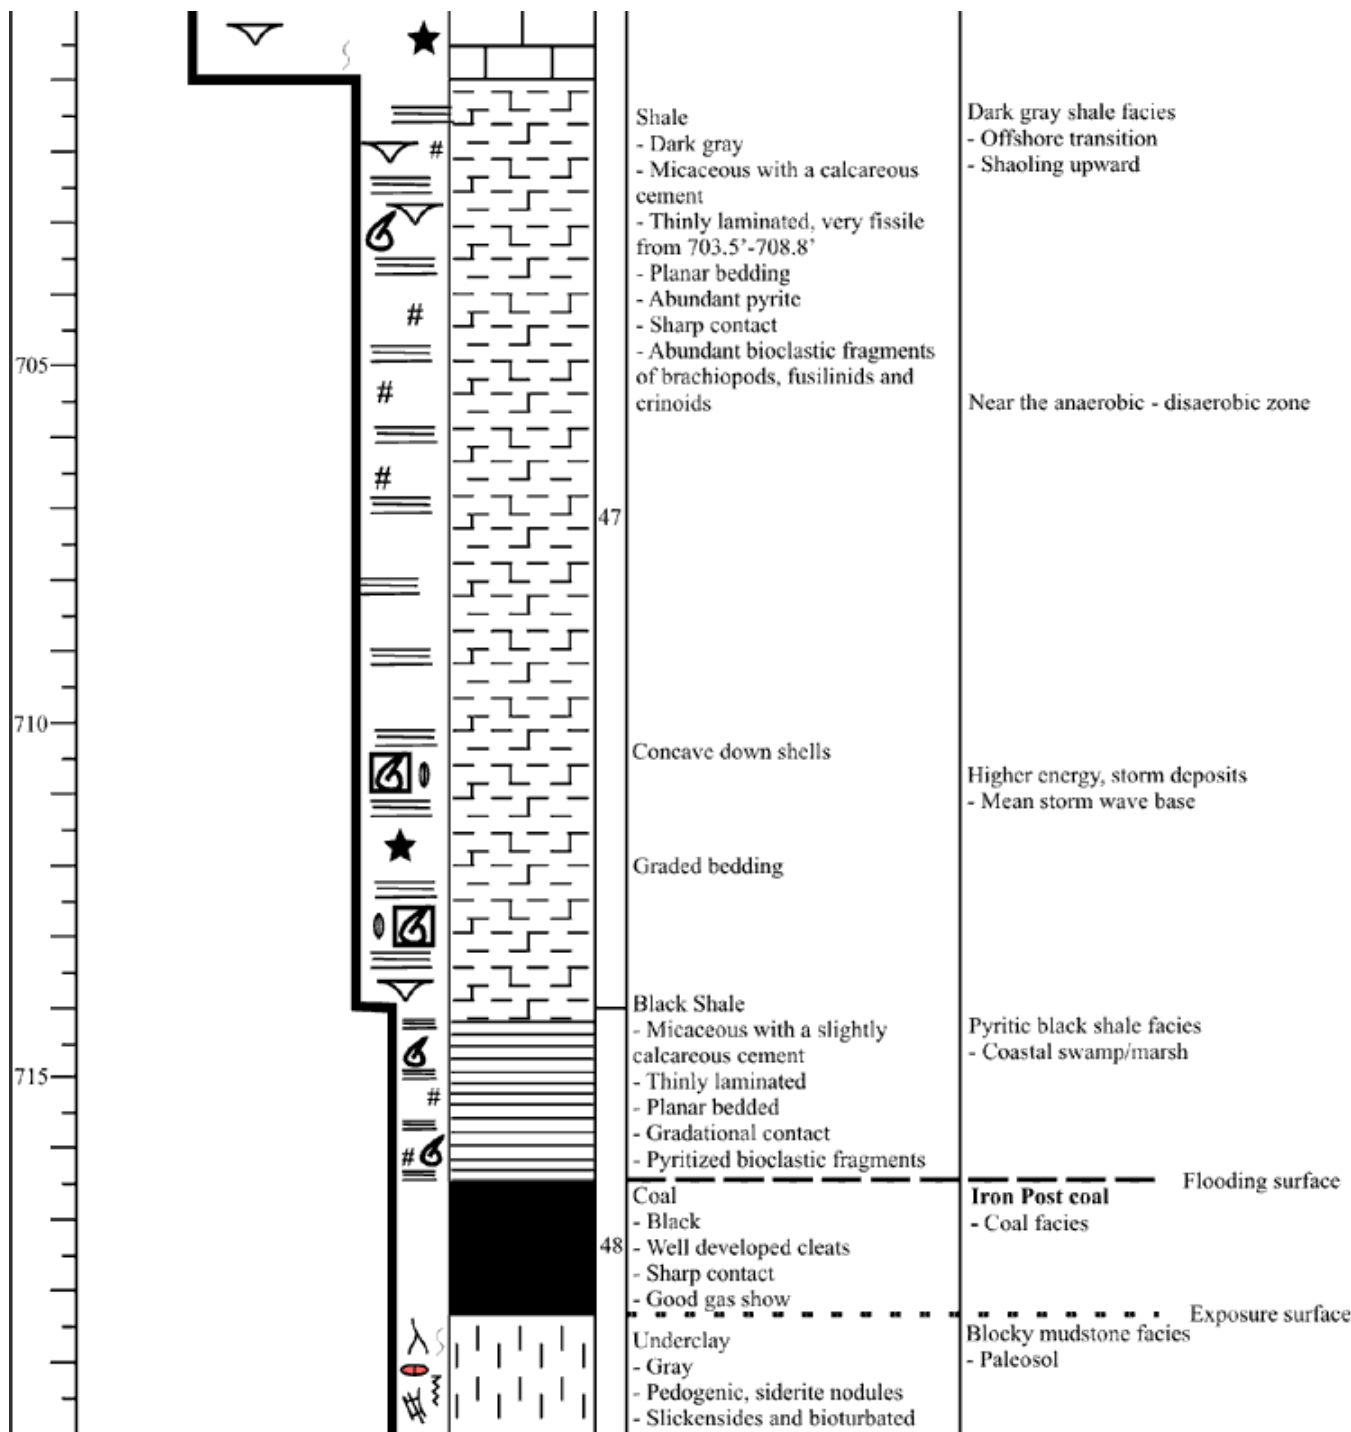 Shale
- Dark gray
- Micaceous with a calcareous
cement
- Thinly laminated, very fissile
from 703.5'-708.8'
- Planar bedding
- Abundant pyrite
- Sharp contact
- Abundant bioclastic fragments
of brachiopods, fusilinids and
crinoids
Dark gray shale facies
- Offshore transition
- Shaoling upward
#
#
705
#
Near the anaerobic - disaerobic zone
#
47
710
Concave down shells
Higher energy, storm deposits
- Mean storm wave base
Graded bedding
Black Shale
- Micaceous with a slightly
calcareous cement
- Thinly laminated
- Planar bedded
- Gradational contact
- Pyritized bioclastic fragments
Pyritic black shale facies
- Coastal swamp/marsh
715
#
#
Flooding surface
Coal
- Black
- Well developed cleats
- Sharp contact
- Good gas show
48
Iron Post coal
- Coal facies
Exposure surface
Underclay
- Gray
- Pedogenic, siderite nodules
- Slickensides and bioturbated
Blocky mudstone facies
- Paleosol